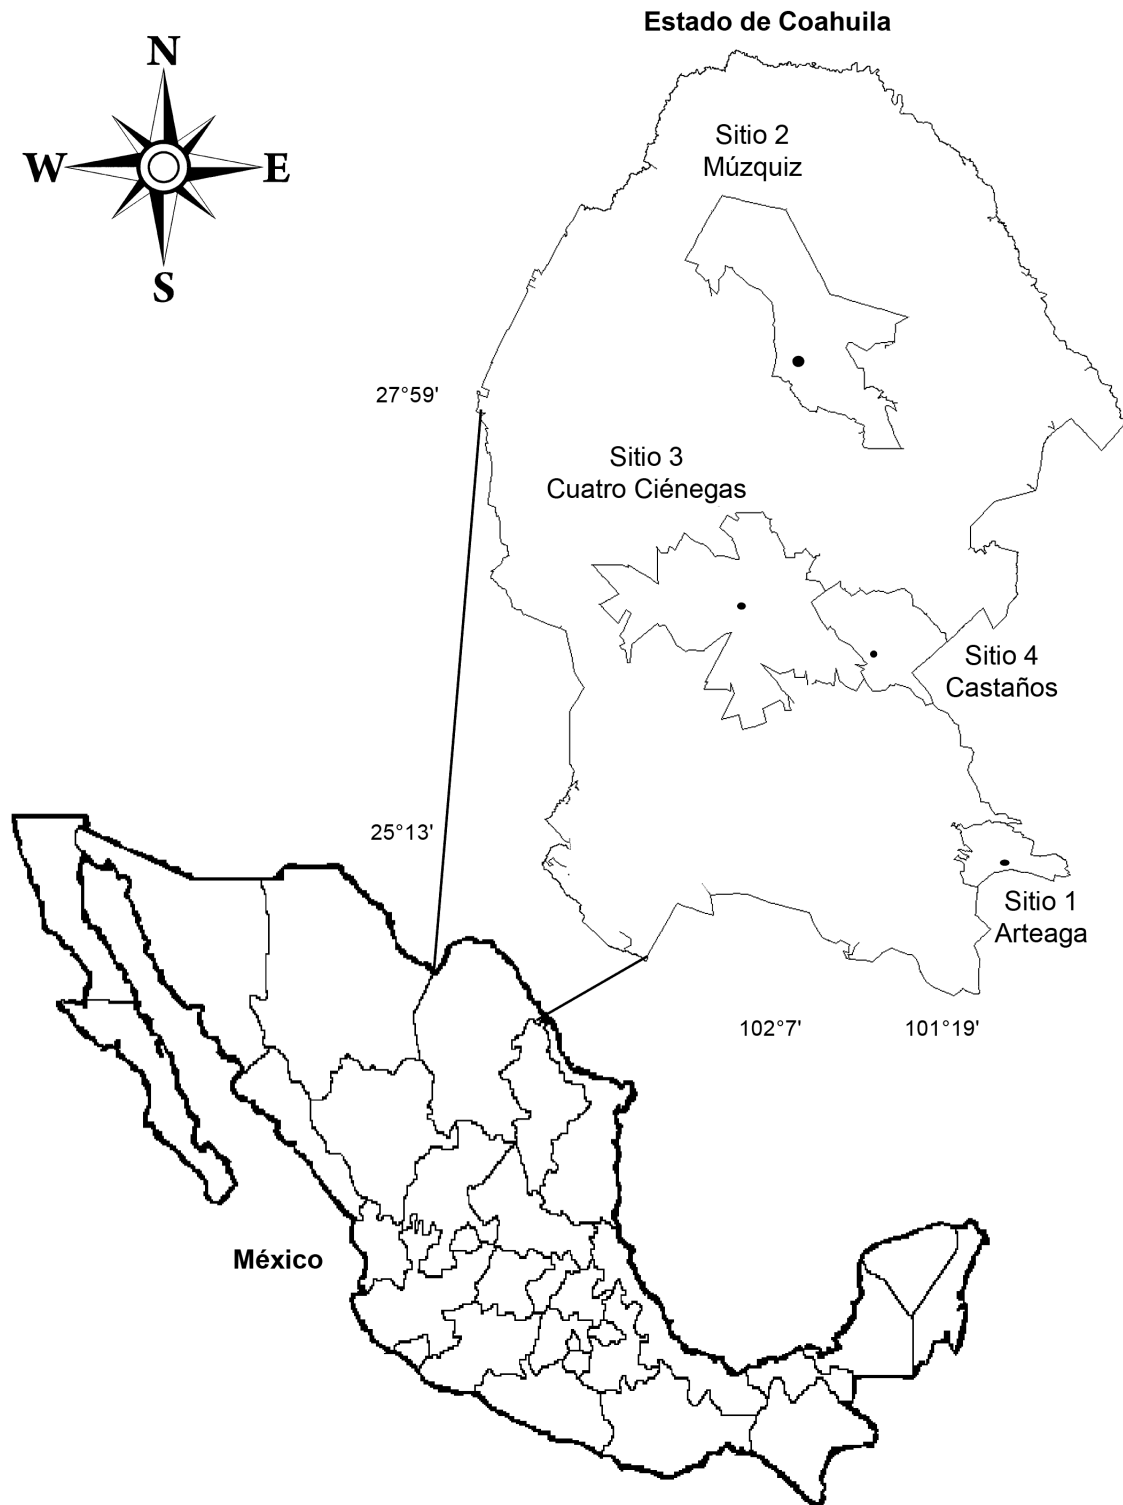 Estado de Coahuila
N
W
E
S
Sitio 2
Múzquiz
27°59'
Sitio 3
Cuatro Ciénegas
Sitio 4
Castaños
25°13'
Sitio 1
Arteaga
102°7'
101°19'
México